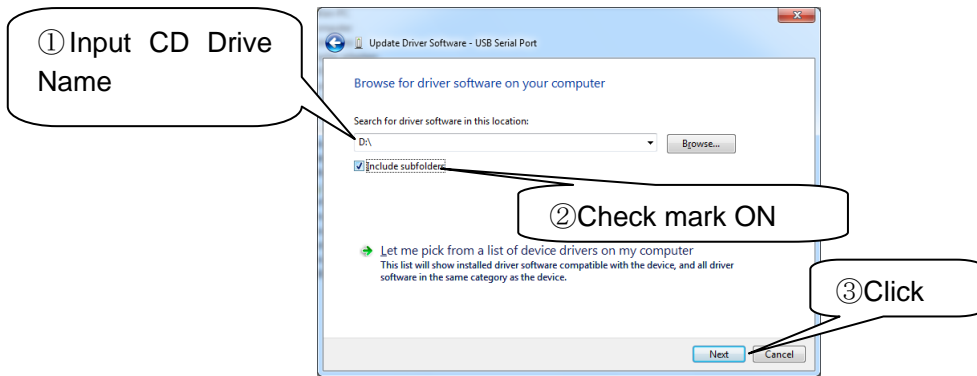 ①Input CD Drive
Name
Update Driver Software - USB Serial Port
Browse for driver software on your computer
Search for driver software in this location:
D:\
Browse...
Include subfolders
②Check mark ON
Let me pick from a list of device drivers on my computer
This list will show installed driver software compatible with the device, and all driver
software in the same category as the device.
③Click
Next
Cancel